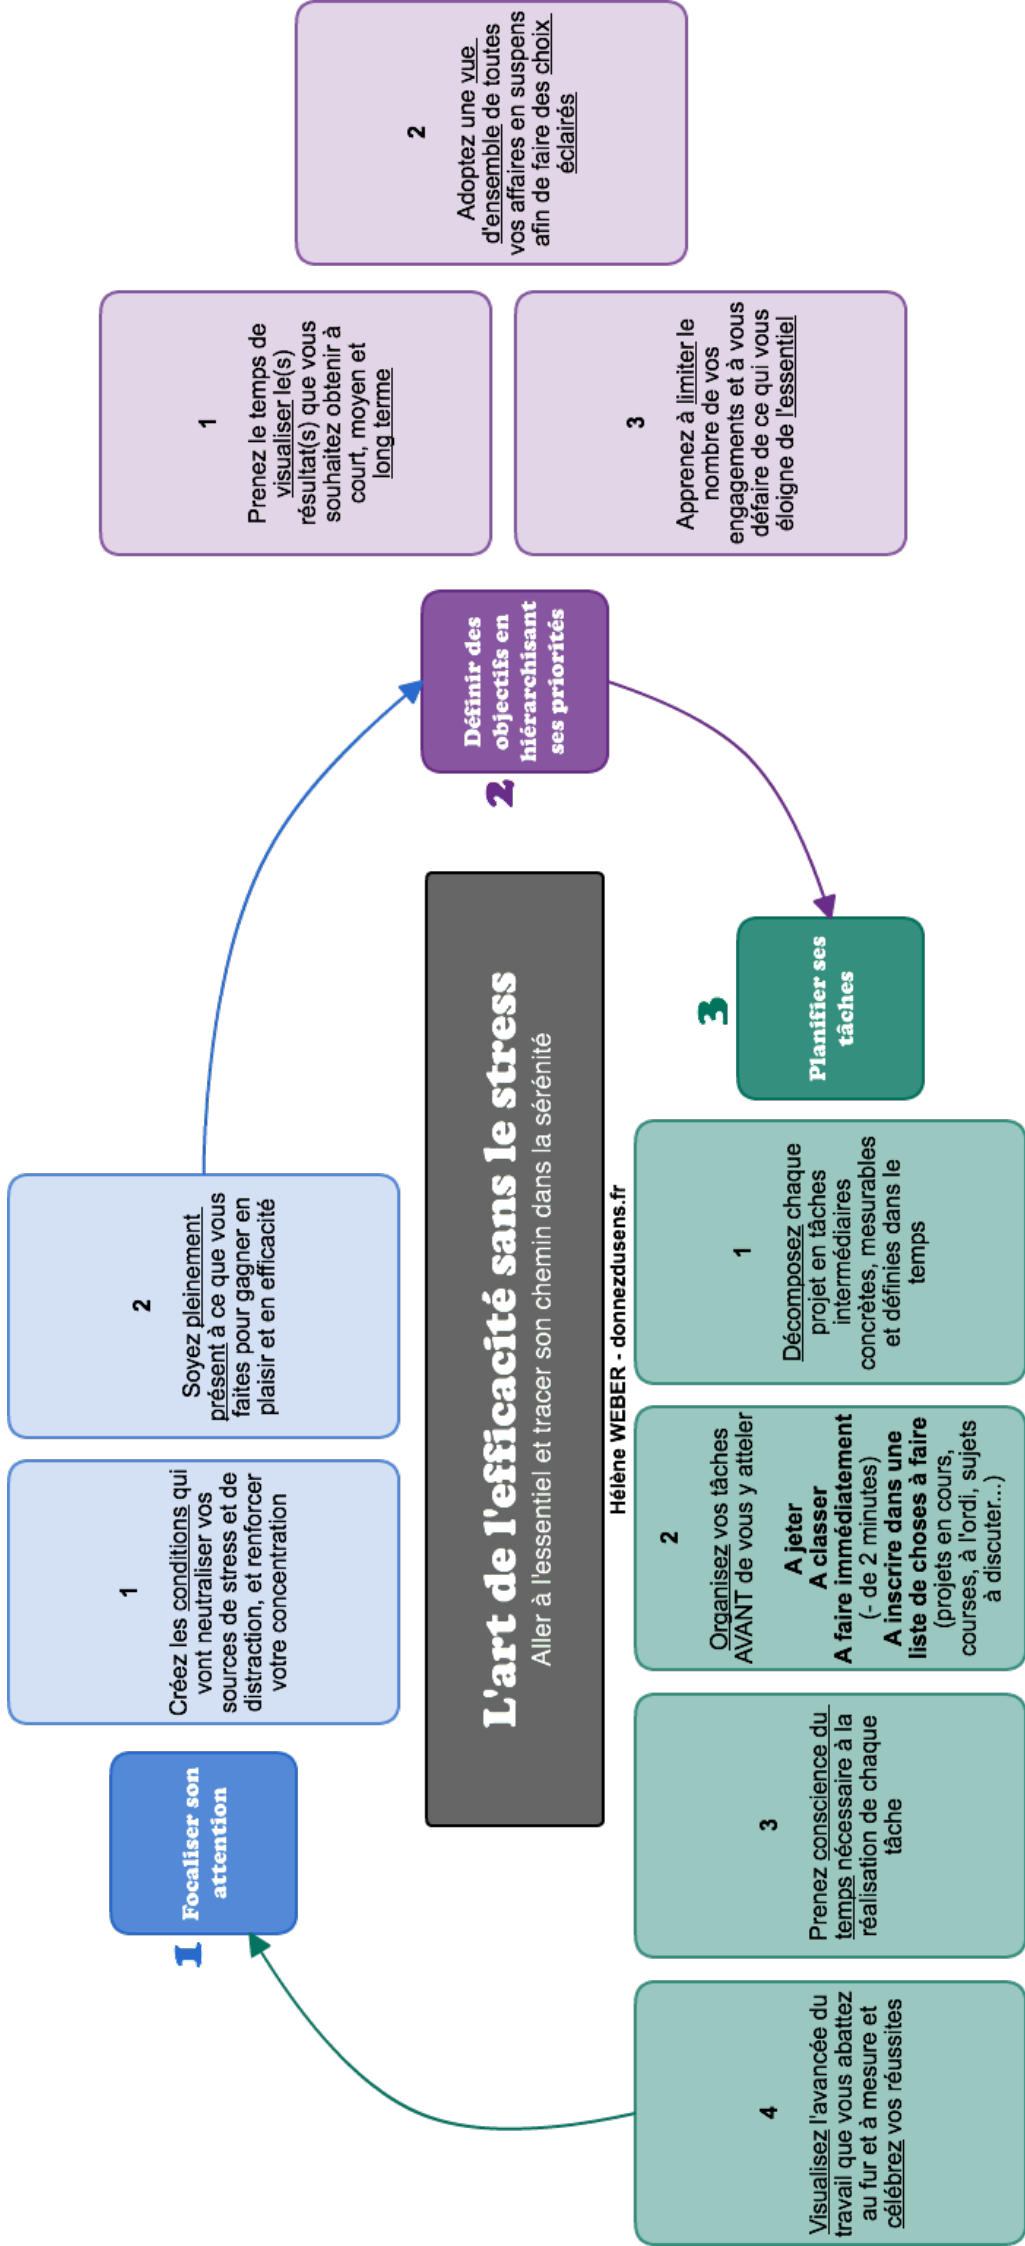 L'art de l'efficacité sans le stress
Aller à l'essentiel et tracer son chemin dans la sérénité
Hélène WEBER - donnezdusens.fr
1
Focaliser son
attention
1
Créez les conditions qui
vont neutraliser vos
sources de stress et de
distraction, et renforcer
votre concentration
2
Soyez pleinement
présent à ce que vous
faites pour gagner en
plaisir et en efficacité
2
Définir des
objectifs en
hiérarchisant
ses priorités
1
Prenez le temps de
visualiser le(s)
résultat(s) que vous
souhaitez obtenir à
court, moyen et
long terme
2
Adoptez une vue
d'ensemble de toutes
vos affaires en suspens
afin de faire des choix
éclairés
3
Apprenez à limiter le
nombre de vos
engagements et à vous
défaire de ce qui vous
éloigne de l'essentiel
3
Planifier ses
tâches
1
Décomposez chaque
projet en tâches
intermédiaires
concrètes, mesurables
et définies dans le
temps
2
Organisez vos tâches
AVANT de vous y atteler
A jeter
A classer
A faire immédiatement
(- de 2 minutes)
A inscrire dans une
liste de choses à faire
(projets en cours,
courses, à l'ordi, sujets
à discuter...)
3
Prenez conscience du
temps nécessaire à la
réalisation de chaque
tâche
4
Visualisez l'avancée du
travail que vous abattez
au fur et à mesure et
célébrez vos réussites